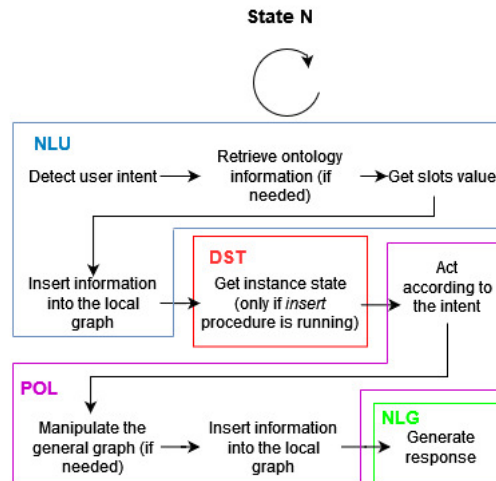 State N
NLU
Detect user intent
Retrieve ontology
information (if
needed)
Get slots value
Insert information
into the local
graph
DST
Get instance state
(only if insert
procedure is running)
Act
according to
the intent
POL
Manipulate the
general graph (if
needed)
Insert information
into the local
graph
NLG
Generate
response